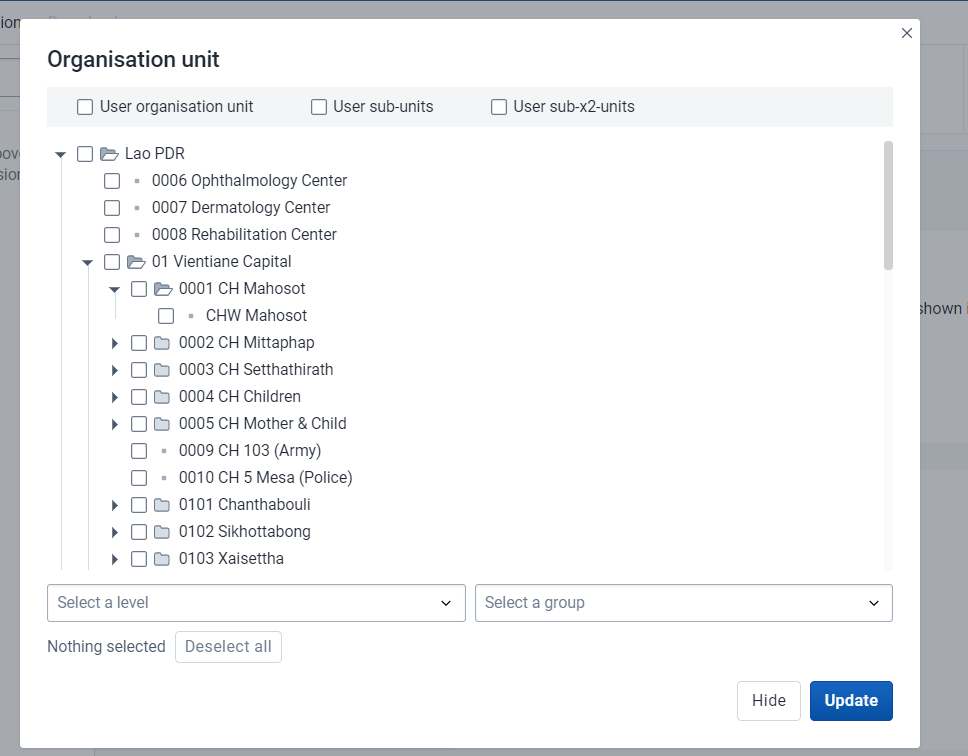 Organisation unit
User organisation unit User sub-units User sub-x2-units
Lao PDR
0006 Ophthalmology Center
0007 Dermatology Center
0008 Rehabilitation Center
01 Vientiane Capital
0001 CH Mahosot
CHW Mahosot
0002 CH Mittaphap
0003 CH Setthathirath
0004 CH Children
0005 CH Mother & Child
0009 CH 103 (Army)
0010 CH 5 Mesa (Police)
0101 Chanthabouli
0102 Sikhottabong
0103 Xaisettha
Select a level Select a group
Nothing selected Deselect all
Hide Update
shown